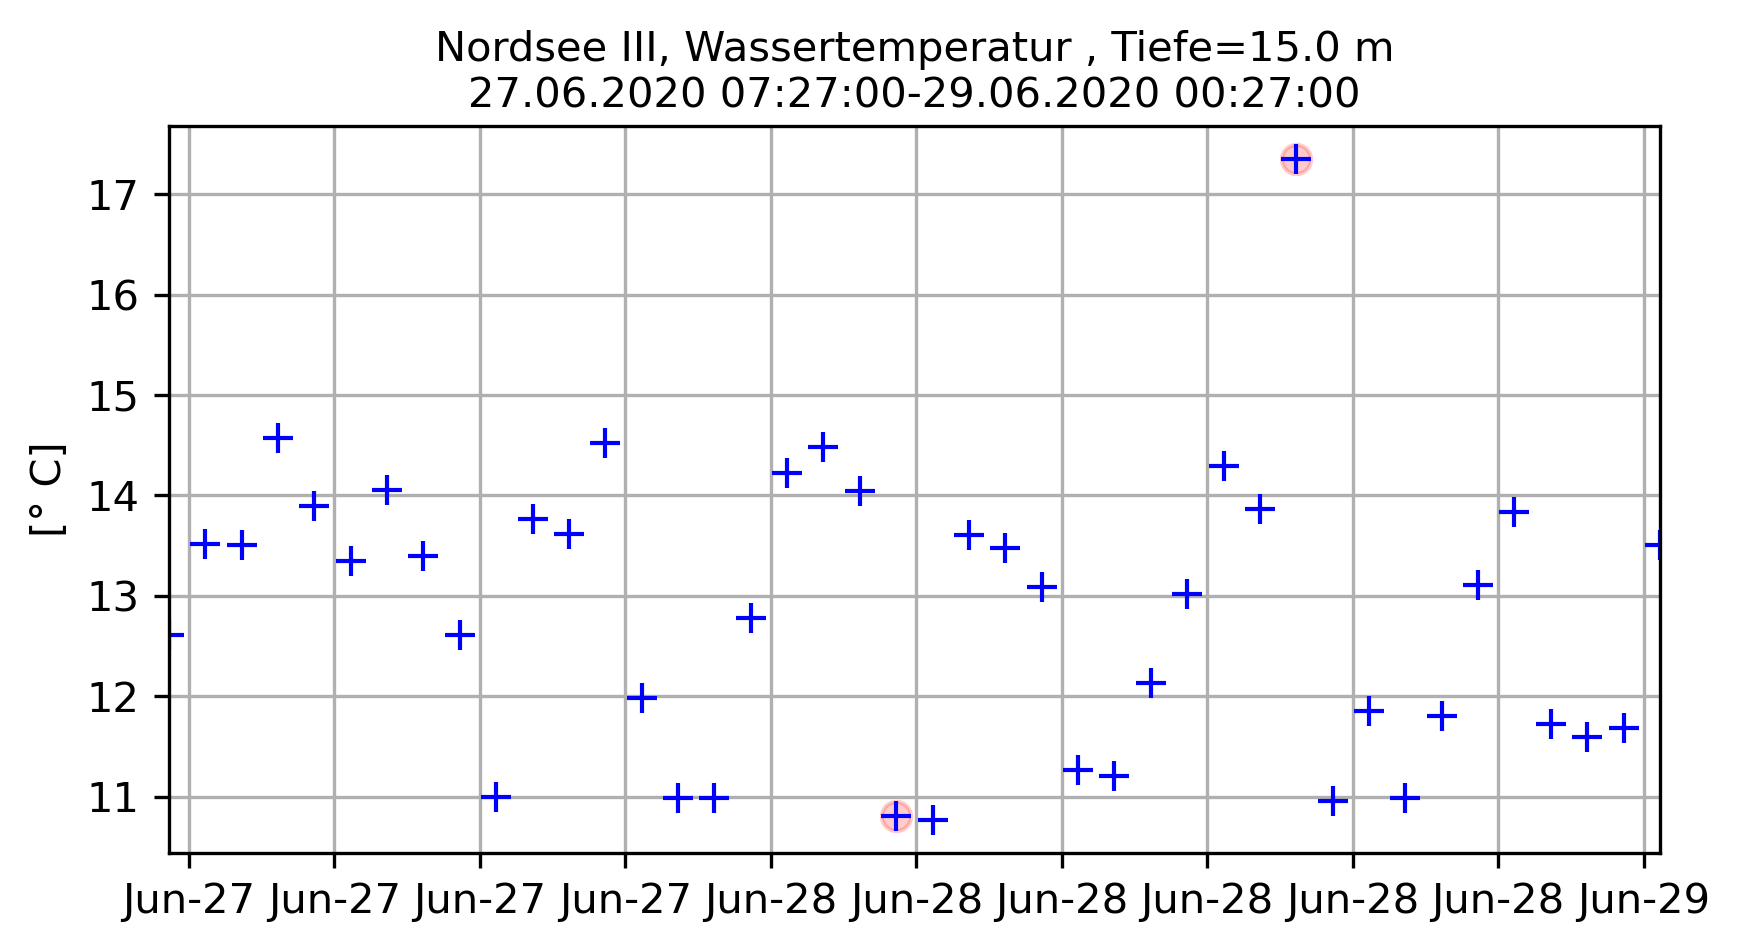 Nordsee III, Wassertemperatur , Tiefe=15.0 m
27.06.2020 07:27:00-29.06.2020 00:27:00
[° C]
17
16
15
14
13
12
11
Jun-27 Jun-27 Jun-27 Jun-27 Jun-28 Jun-28 Jun-28 Jun-28 Jun-28 Jun-28 Jun-29